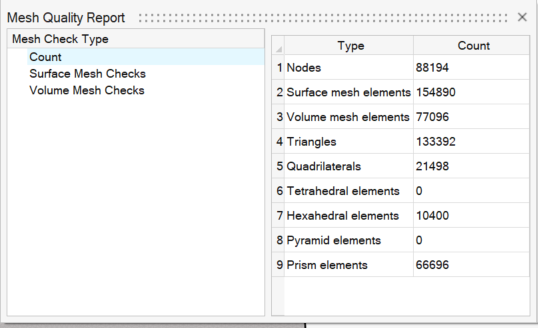 Mesh Quality Report
Mesh Check Type
Count
Surface Mesh Checks
Volume Mesh Checks
Type Count
1 Nodes 88194
2 Surface mesh elements 154890
3 Volume mesh elements 77096
4 Triangles 133392
5 Quadrilaterals 21498
6 Tetrahedral elements 0
7 Hexahedral elements 10400
8 Pyramid elements 0
9 Prism elements 66696